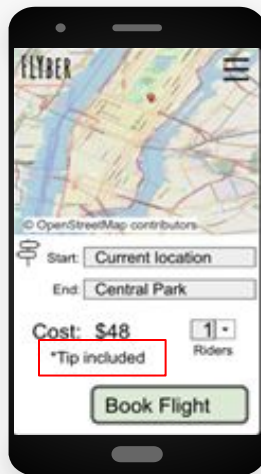 FLYBER
© OpenStreetMap contributors
Start: Current location
End: Central Park
Cost: $48
1
*Tip included
Riders
Book Flight